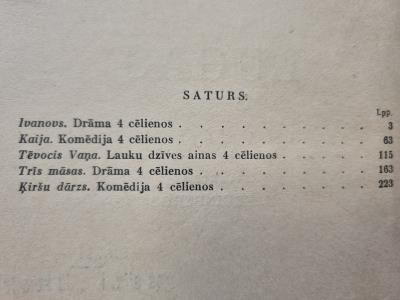 SATURS.
Lpp.
Ivanovs. Drāma 4 cēlienos . . . . . . . . . 3
Kaija. Komēdija 4 cēlienos . . . . . . . . . 63
Tēvocis Vaņa. Lauku dzīves ainas 4 cēlienos . . . . 115
Trīs māsas. Drāma 4 cēlienos . . . . . . . . 163
Ķiršu dārzs. Komēdija 4 cēlienos . . . . . . . 223